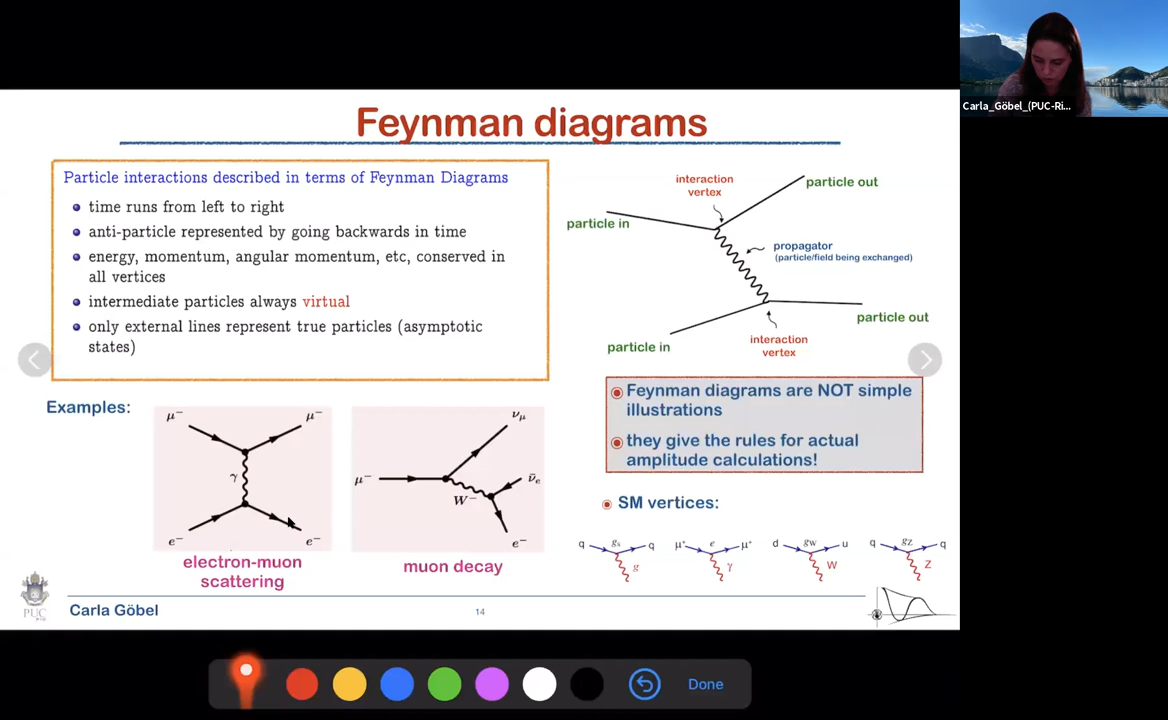 Carla_Göbel_(PUC-Ri...
Feynman diagrams
Particle interactions described in terms of Feynman Diagrams
time runs from left to right
anti-particle represented by going backwards in time
energy, momentum, angular momentum, etc, conserved in
all vertices
intermediate particles always virtual
only external lines represent true particles (asymptotic
states)
interaction
vertex
particle out
particle in
propagator
(particle/field being exchanged)
particle out
particle in
interaction
vertex
Feynman diagrams are NOT simple
illustrations
they give the rules for actual
amplitude calculations!
Examples:
μ⁻ μ⁻
γ
e⁻ e⁻
electron-muon
scattering
ν_μ
μ⁻ ν̄_e
W⁻
e⁻
muon decay
SM vertices:
q gs q
g
μ⁺ e μ⁺
γ
d gw u
W
q gz q
Z
PUC
Carla Göbel
14
Done